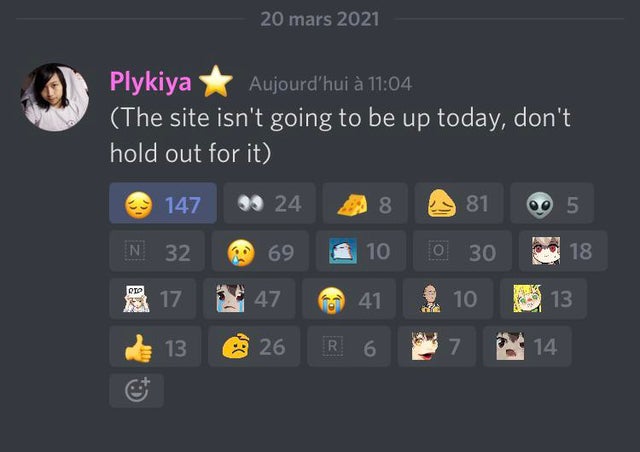 20 mars 2021
Plykiya Aujourd'hui à 11:04
(The site isn't going to be up today, don't
hold out for it)
147 24 8 81 5
N 32 69 10 O 30 18
RIP 17 47 41 10 13
13 26 R 6 7 14